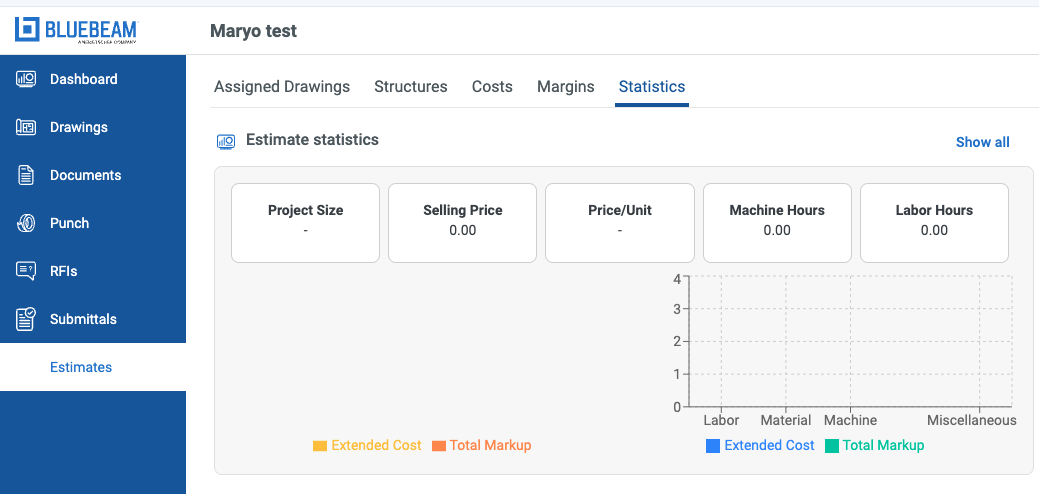 BLUEBEAM
A NEMETSCHEK COMPANY
Maryo test
Dashboard
Drawings
Documents
Punch
RFIs
Submittals
Estimates
Assigned Drawings Structures Costs Margins Statistics
Estimate statistics
Show all
Project Size
-
Selling Price
0.00
Price/Unit
-
Machine Hours
0.00
Labor Hours
0.00
4
3
2
1
0
Labor Material Machine Miscellaneous
Extended Cost Total Markup
Extended Cost Total Markup